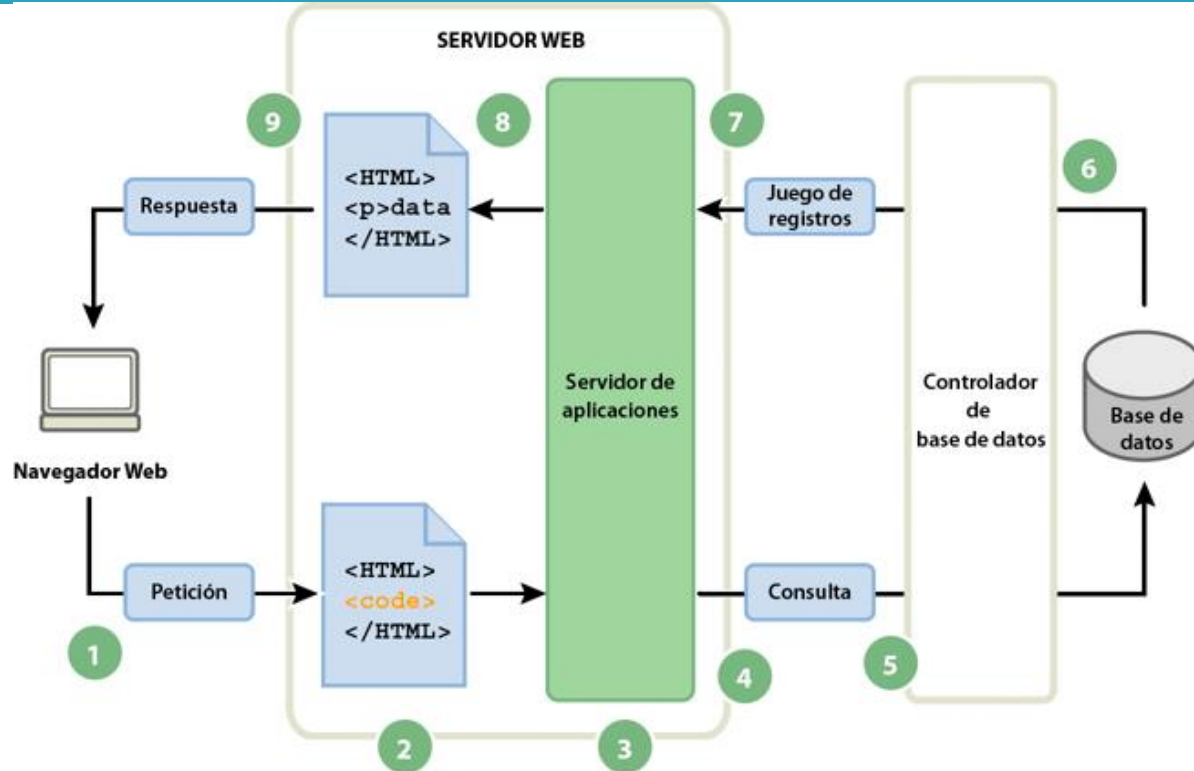 SERVIDOR WEB
9
8
7
6
Respuesta
<HTML>
<p>data
</HTML>
Juego de
registros
Navegador Web
Servidor de
aplicaciones
Controlador
de
base de datos
Base de
datos
Petición
<HTML>
<code>
</HTML>
Consulta
1
2
3
4
5